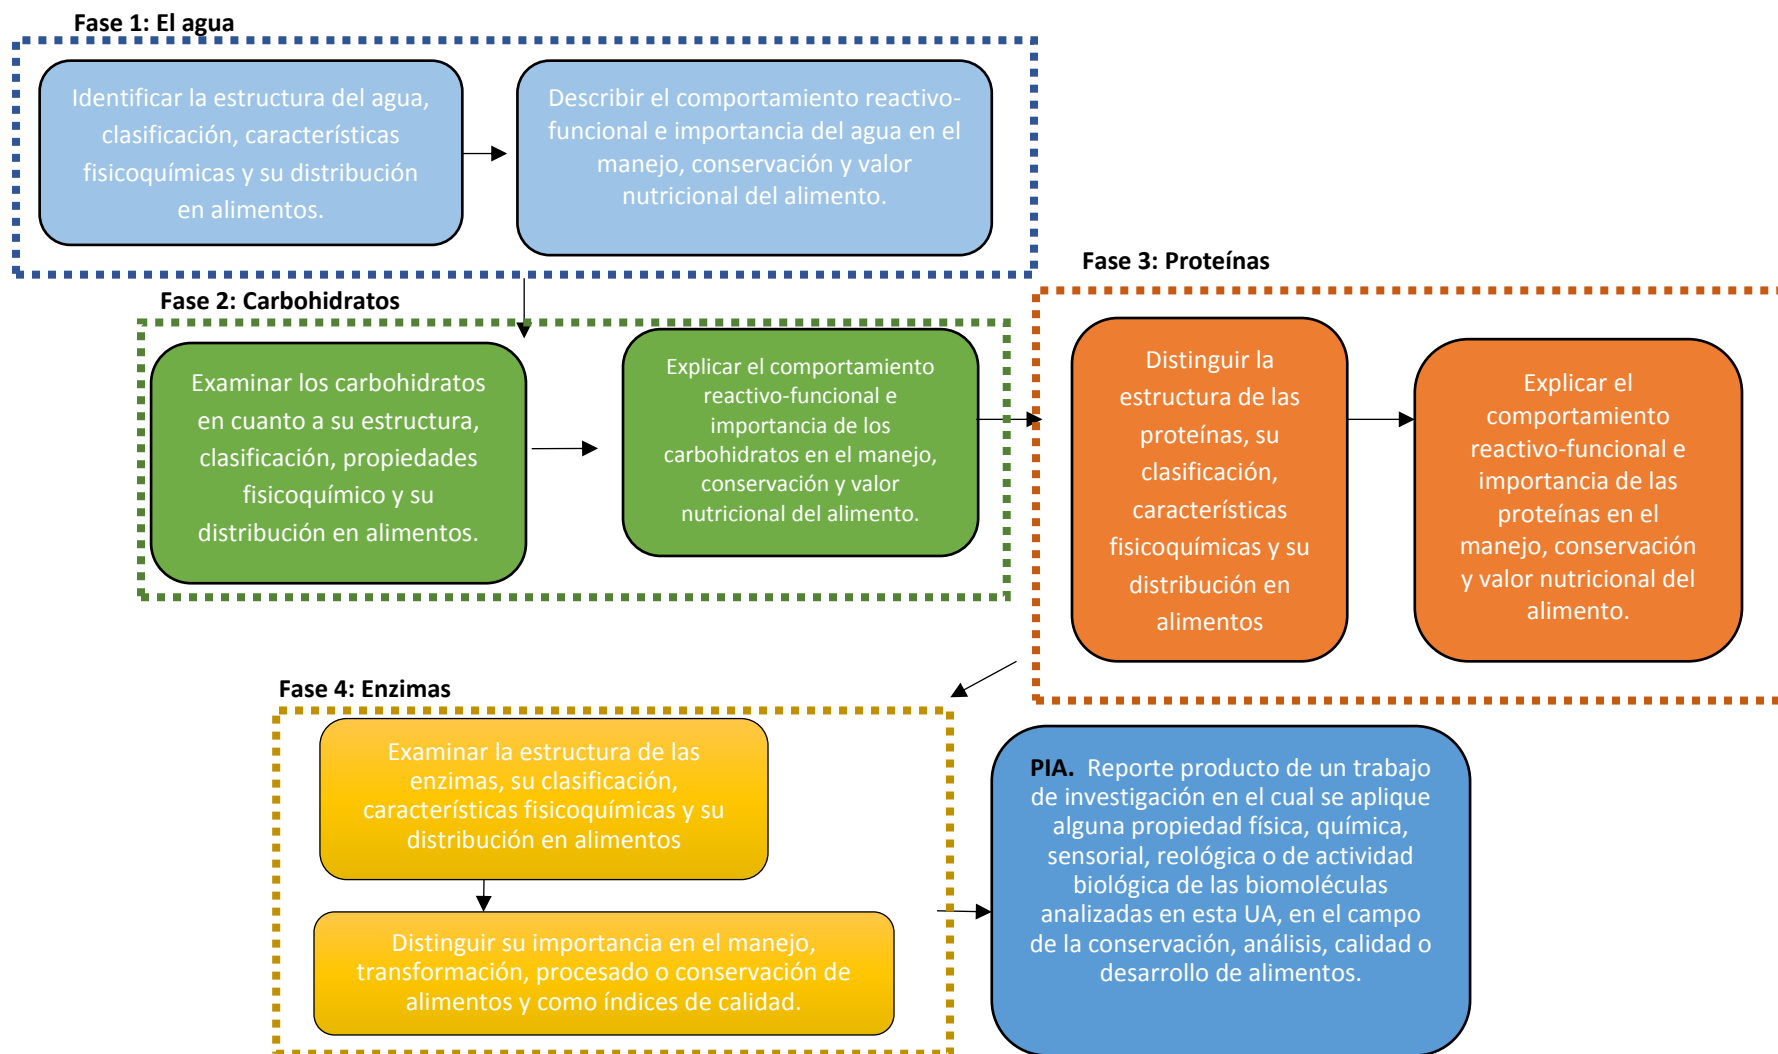 Fase 1: El agua
Identificar la estructura del agua,
clasificación, características
fisicoquímicas y su distribución
en alimentos.
Describir el comportamiento reactivo-
funcional e importancia del agua en el
manejo, conservación y valor
nutricional del alimento.
Fase 2: Carbohidratos
Examinar los carbohidratos
en cuanto a su estructura,
clasificación, propiedades
fisicoquímico y su
distribución en alimentos.
Explicar el comportamiento
reactivo-funcional e
importancia de los
carbohidratos en el manejo,
conservación y valor
nutricional del alimento.
Fase 3: Proteínas
Distinguir la
estructura de las
proteínas, su
clasificación,
características
fisicoquímicas y su
distribución en
alimentos
Explicar el
comportamiento
reactivo-funcional e
importancia de las
proteínas en el
manejo, conservación
y valor nutricional del
alimento.
Fase 4: Enzimas
Examinar la estructura de las
enzimas, su clasificación,
características fisicoquímicas y su
distribución en alimentos
Distinguir su importancia en el manejo,
transformación, procesado o conservación de
alimentos y como índices de calidad.
PIA. Reporte producto de un trabajo
de investigación en el cual se aplique
alguna propiedad física, química,
sensorial, reológica o de actividad
biológica de las biomoléculas
analizadas en esta UA, en el campo
de la conservación, análisis, calidad o
desarrollo de alimentos.